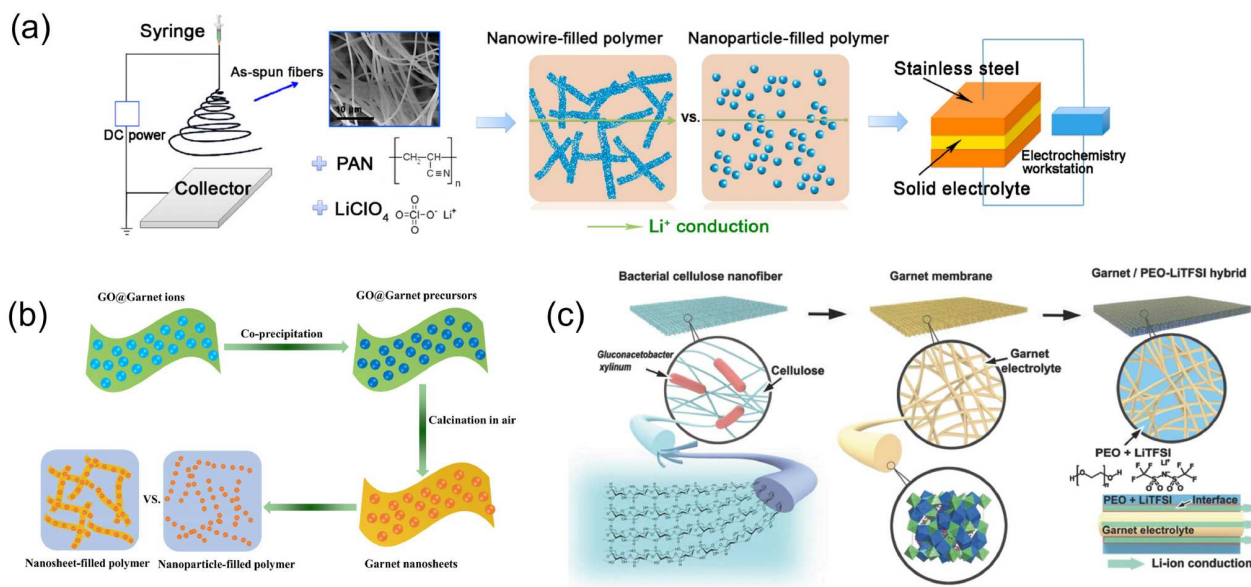 (a)
Syringe
As-spun fibers
DC power
Collector
10 μm
PAN
CH2 CH
C≡N
n
LiClO4
O=Cl-O- Li+
O
O
Nanowire-filled polymer
vs.
Nanoparticle-filled polymer
Li+ conduction
Stainless steel
Solid electrolyte
Electrochemistry
workstation
(b)
GO@Garnet ions
Co-precipitation
GO@Garnet precursors
Calcination in air
VS.
Nanosheet-filled polymer
Nanoparticle-filled polymer
Garnet nanosheets
(c)
Bacterial cellulose nanofiber
Gluconacetobacter
xylinum
Cellulose
Garnet membrane
Garnet
electrolyte
Garnet / PEO-LiTFSI hybrid
PEO + LiTFSI
PEO + LiTFSI
Interface
Garnet electrolyte
Li-ion conduction